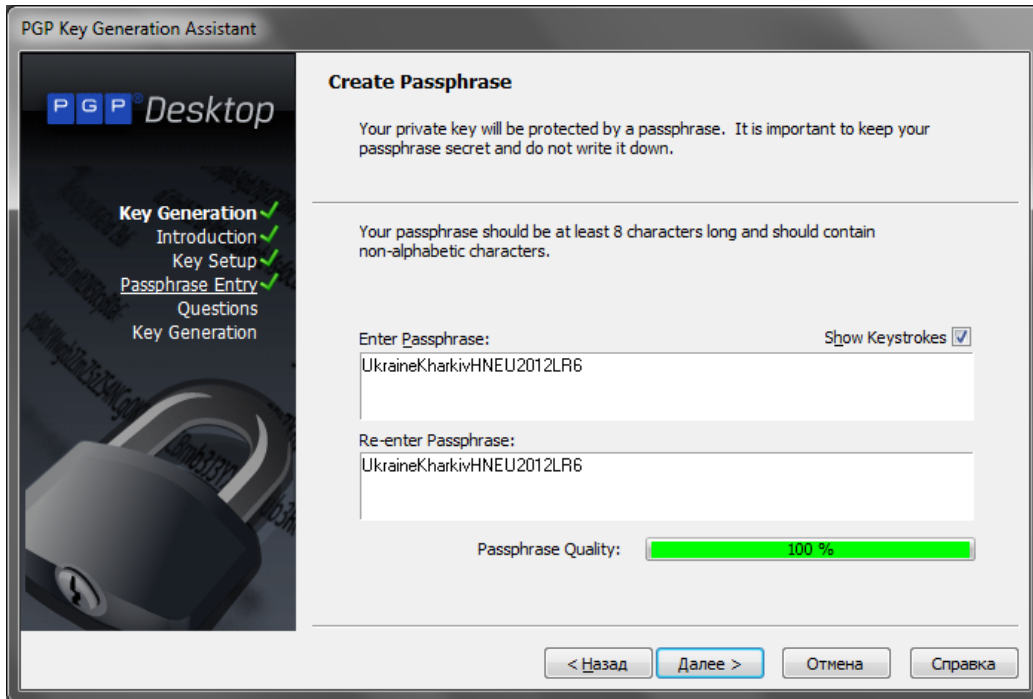 PGP Key Generation Assistant
PGP® Desktop
Key Generation
Introduction
Key Setup
Passphrase Entry
Questions
Key Generation
Create Passphrase
Your private key will be protected by a passphrase. It is important to keep your
passphrase secret and do not write it down.
Your passphrase should be at least 8 characters long and should contain
non-alphabetic characters.
Enter Passphrase: Show Keystrokes
UkraineKharkivHNEU2012LR6
Re-enter Passphrase:
UkraineKharkivHNEU2012LR6
Passphrase Quality: 100 %
< Назад Далее > Отмена Справка